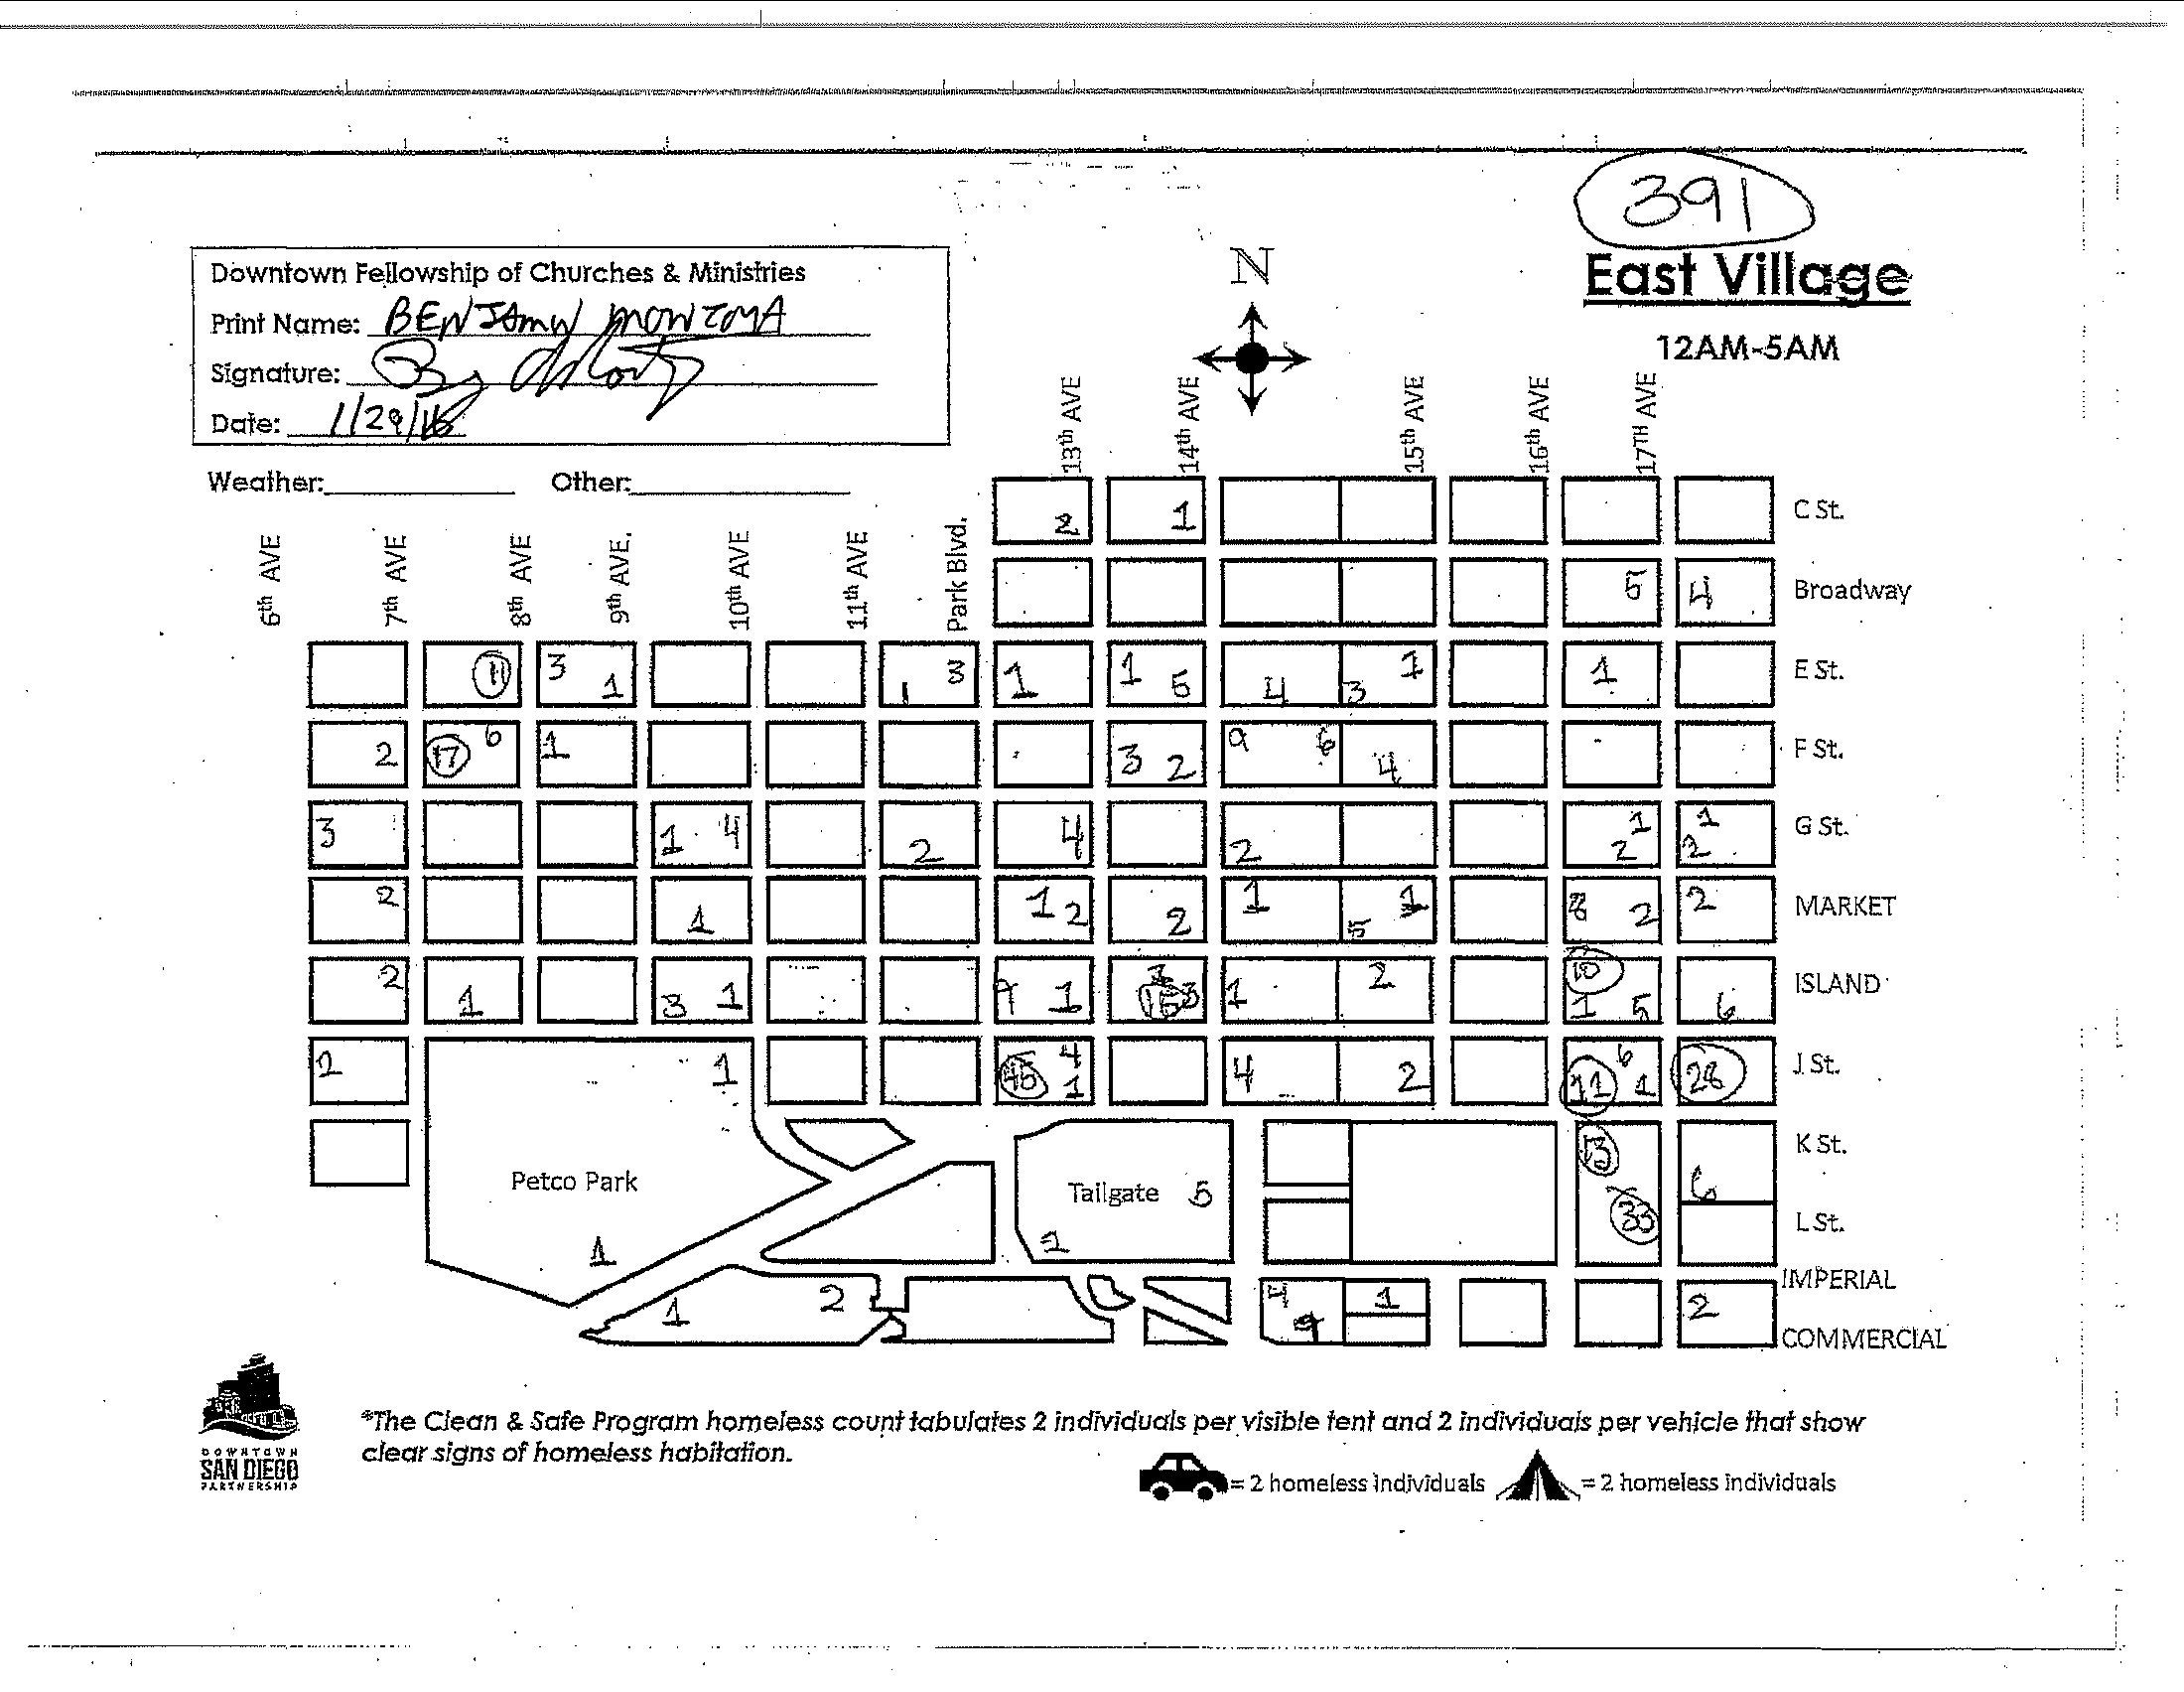 391
East Village
12AM-5AM
N
Downtown Fellowship of Churches & Ministries
Print Name: BENJAMIN MONTOYA
Signature:
Date: 1/29/16
Weather: Other:
13th AVE 14th AVE 15th AVE 16th AVE 17TH AVE
6th AVE 7th AVE 8th AVE 9th AVE. 10th AVE 11th AVE Park Blvd.
2 1 C St.
5 4 Broadway
11 3 1 1 3 1 1 5 4 3 1 1 E St.
2 17 6 1 3 2 9 6 4 F St.
3 1 4 2 4 2 1 2 1 2 G St.
2 1 1 2 2 1 5 1 8 2 2 MARKET
2 1 3 1 9 1 3 1 2 10 1 5 6 ISLAND
2 1 45 4 1 4 2 11 6 1 28 J St.
13 K St.
Petco Park Tailgate 5 33 6
1 1 L St.
IMPERIAL
1 2 4 9 1 2
COMMERCIAL
DOWNTOWN
SAN DIEGO
PARTNERSHIP
*The Clean & Safe Program homeless count tabulates 2 individuals per visible tent and 2 individuals per vehicle that show
clear signs of homeless habitation.
= 2 homeless individuals = 2 homeless individuals